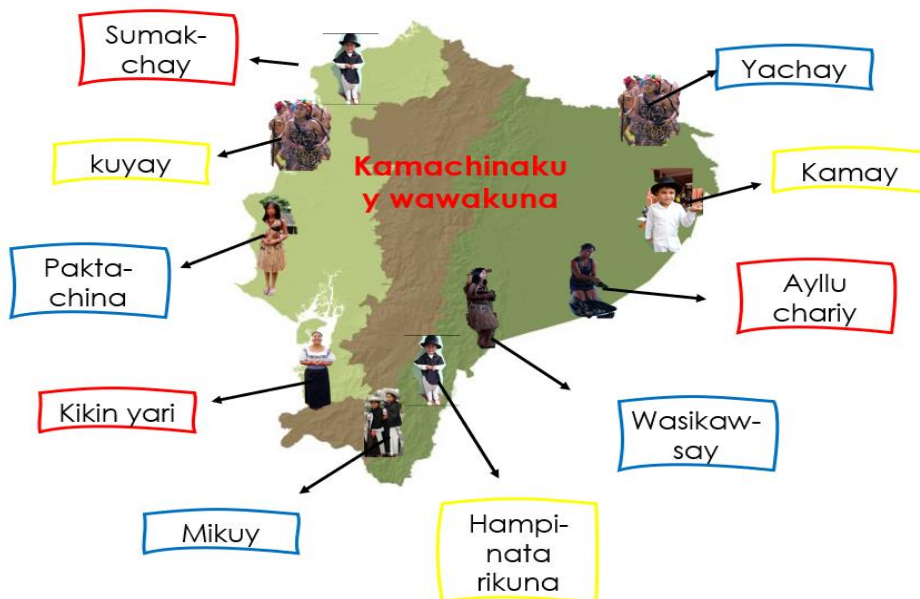 Sumak-
chay
Yachay
kuyay
Kamachinaku
y wawakuna
Kamay
Pakta-
china
Ayllu
chariy
Kikin yari
Wasikaw-
say
Mikuy
Hampi-
nata
rikuna